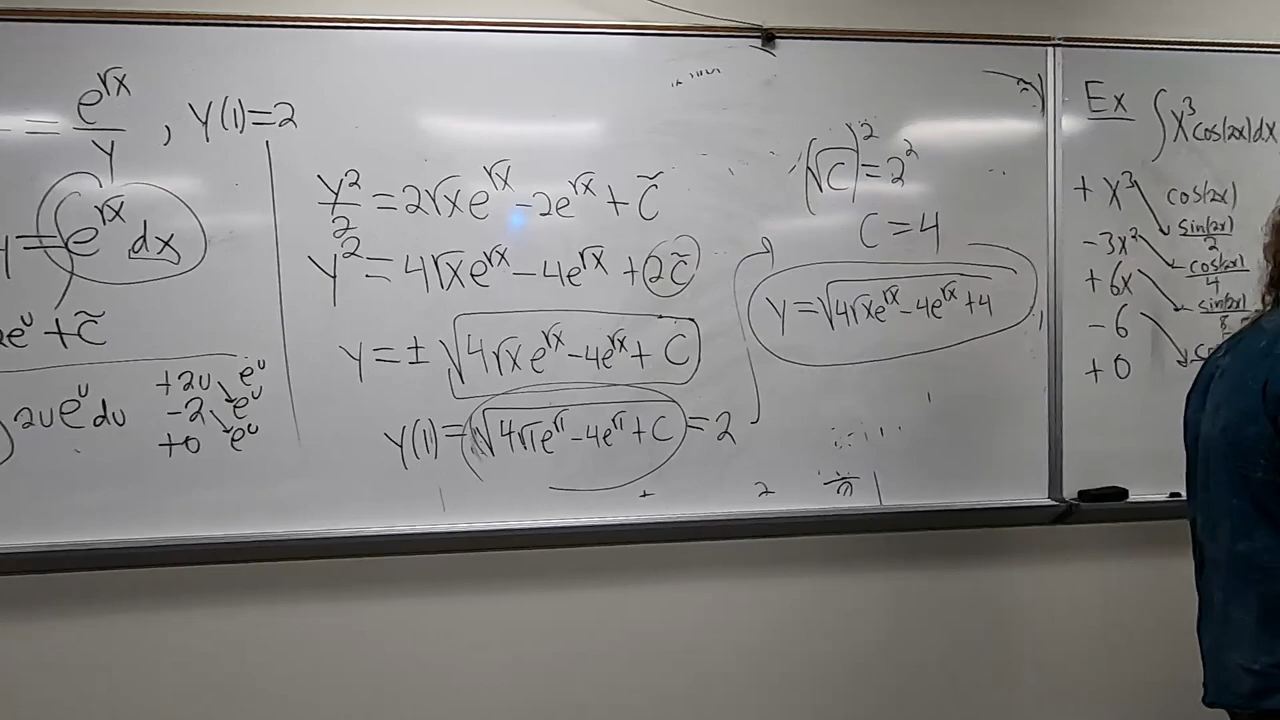 = e^√x / y , y(1)=2
y = ∫e^√x dx
2e^u + c̃
2ue^u du
+2u e^u
-2 e^u
+0 e^u
y²/2 = 2√x e^√x - 2e^√x + c̃
y² = 4√x e^√x - 4e^√x + 2c̃
y = ± √(4√x e^√x - 4e^√x + C)
y(1) = √(4√1 e^√1 - 4e^√1 + C) = 2
(√C)² = 2²
C = 4
y = √(4√x e^√x - 4e^√x + 4)
Ex ∫x³cos(2x)dx
+ x³ cos(2x)
- 3x² sin(2x)/2
+ 6x cos(2x)/4
- 6 sin(2x)/8
+ 0